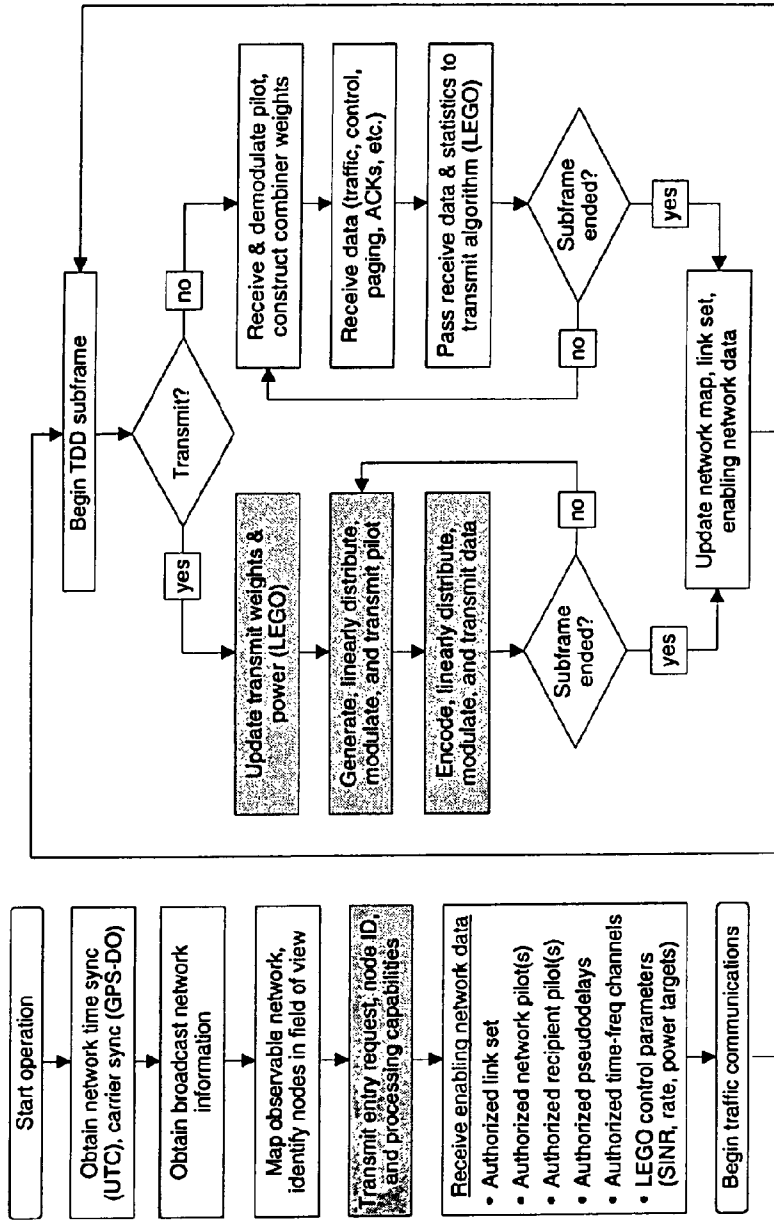 Start operation
Obtain network time sync
(UTC), carrier sync (GPS-DO)
Obtain broadcast network
information
Map observable network,
identify nodes in field of view
Transmit entry request, node ID,
and processing capabilities
Receive enabling network data
• Authorized link set
• Authorized network pilot(s)
• Authorized recipient pilot(s)
• Authorized pseudodelays
• Authorized time-freq channels
• LEGO control parameters
(SINR, rate, power targets)
Begin traffic communications
Begin TDD subframe
Transmit?
yes
no
Update transmit weights &
power (LEGO)
Generate, linearly distribute,
modulate, and transmit pilot
Encode, linearly distribute,
modulate, and transmit data
Subframe
ended?
no
yes
Receive & demodulate pilot,
construct combiner weights
Receive data (traffic, control,
paging, ACKs, etc.)
Pass receive data & statistics to
transmit algorithm (LEGO)
Subframe
ended?
no
yes
Update network map, link set,
enabling network data